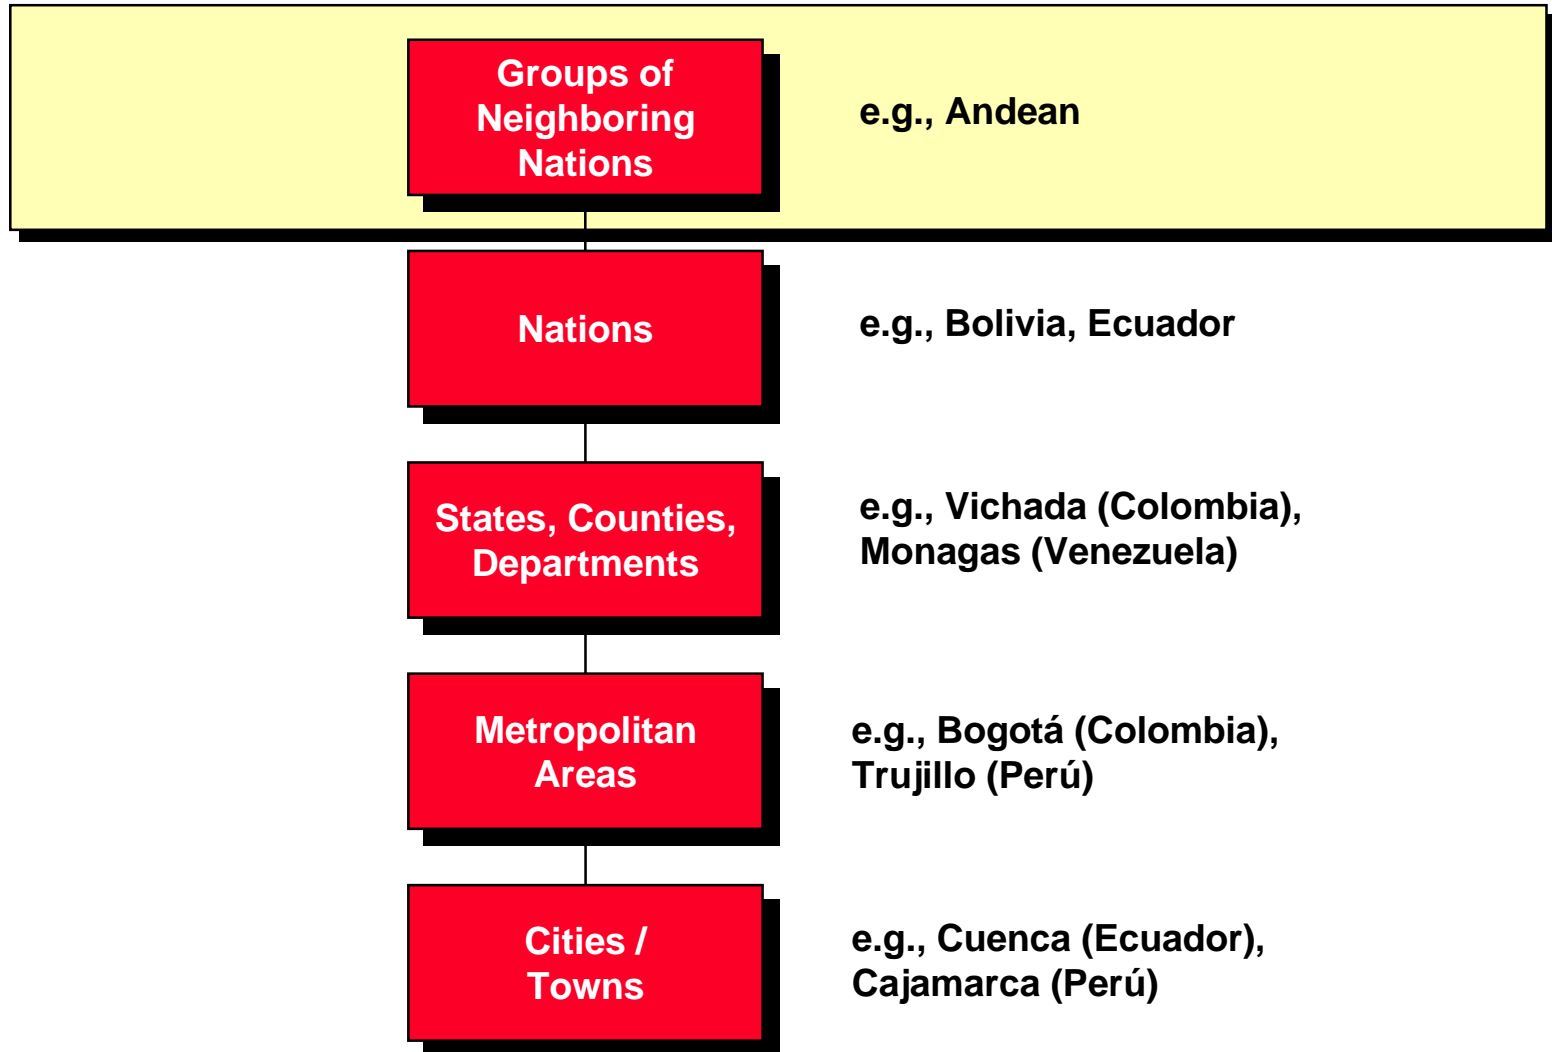 Groups of
Neighboring
Nations
e.g., Andean
Nations
e.g., Bolivia, Ecuador
States, Counties,
Departments
e.g., Vichada (Colombia),
Monagas (Venezuela)
Metropolitan
Areas
e.g., Bogotá (Colombia),
Trujillo (Perú)
Cities /
Towns
e.g., Cuenca (Ecuador),
Cajamarca (Perú)